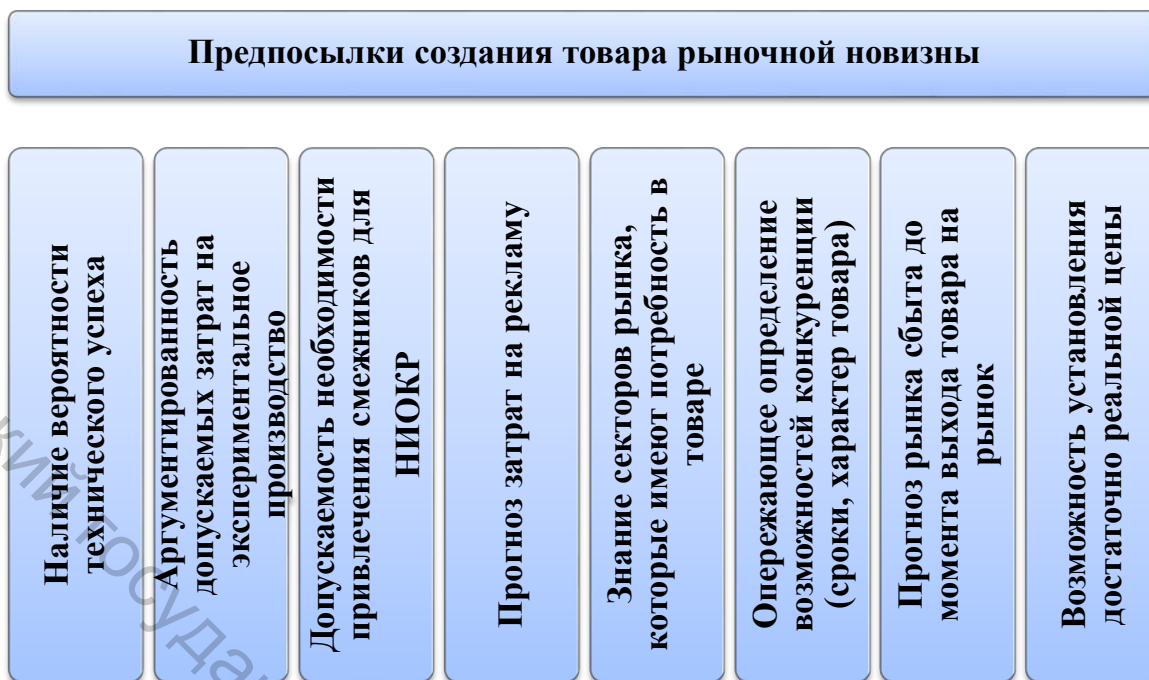 Предпосылки создания товара рыночной новизны
Наличие вероятности
технического успеха
Аргументированность
допускаемых затрат на
экспериментальное
производство
Допускаемость необходимости
привлечения смежников для
НИОКР
Прогноз затрат на рекламу
Знание секторов рынка,
которые имеют потребность в
товаре
Опережающее определение
возможностей конкуренции
(сроки, характер товара)
Прогноз рынка сбыта до
момента выхода товара на
рынок
Возможность установления
достаточно реальной цены